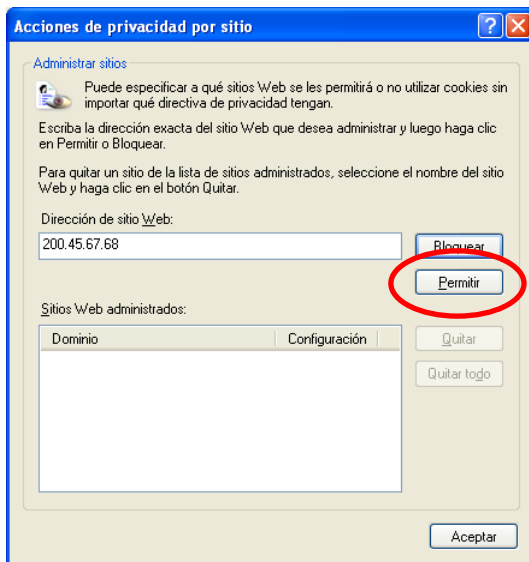 Acciones de privacidad por sitio
Administrar sitios
Puede especificar a qué sitios Web se les permitirá o no utilizar cookies sin
importar qué directiva de privacidad tengan.
Escriba la dirección exacta del sitio Web que desea administrar y luego haga clic
en Permitir o Bloquear.
Para quitar un sitio de la lista de sitios administrados, seleccione el nombre del sitio
Web y haga clic en el botón Quitar.
Dirección de sitio Web:
200.45.67.68
Bloquear
Permitir
Sitios Web administrados:
Dominio
Configuración
Quitar
Quitar todo
Aceptar